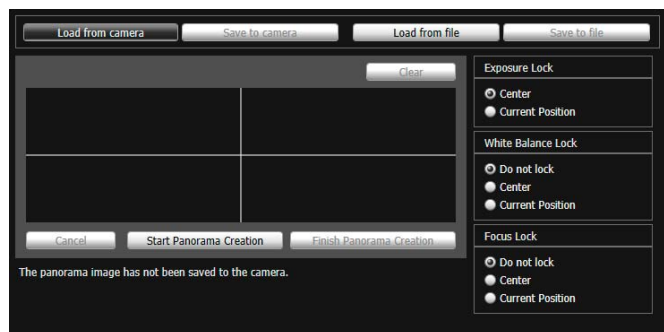 Load from camera
Save to camera
Load from file
Save to file
Clear
Cancel
Start Panorama Creation
Finish Panorama Creation
The panorama image has not been saved to the camera.
Exposure Lock
Center
Current Position
White Balance Lock
Do not lock
Center
Current Position
Focus Lock
Do not lock
Center
Current Position